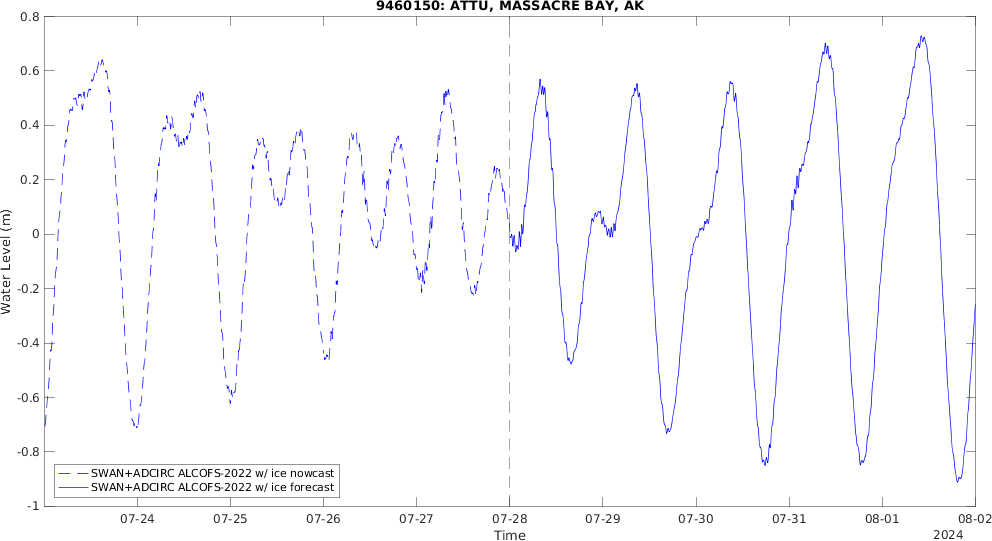 9460150: ATTU, MASSACRE BAY, AK
Water Level (m)
0.8
0.6
0.4
0.2
0
-0.2
-0.4
-0.6
-0.8
-1
SWAN+ADCIRC ALCOFS-2022 w/ ice nowcast
SWAN+ADCIRC ALCOFS-2022 w/ ice forecast
07-24 07-25 07-26 07-27 07-28 07-29 07-30 07-31 08-01 08-02
Time
2024